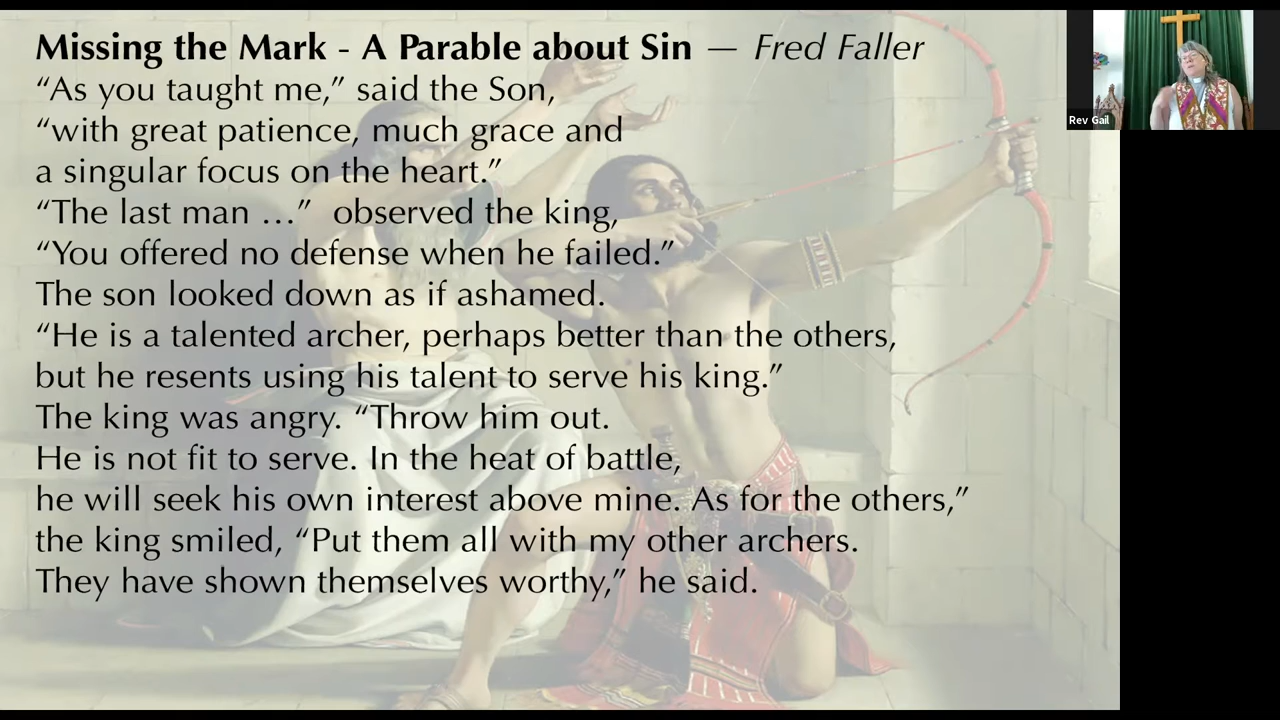 Missing the Mark - A Parable about Sin — Fred Faller
“As you taught me,” said the Son,
“with great patience, much grace and
a singular focus on the heart.”
“The last man …”  observed the king,
“You offered no defense when he failed.”
The son looked down as if ashamed.
“He is a talented archer, perhaps better than the others,
but he resents using his talent to serve his king.”
The king was angry. “Throw him out.
He is not fit to serve. In the heat of battle,
he will seek his own interest above mine. As for the others,”
the king smiled, “Put them all with my other archers.
They have shown themselves worthy,” he said.
Rev Gail